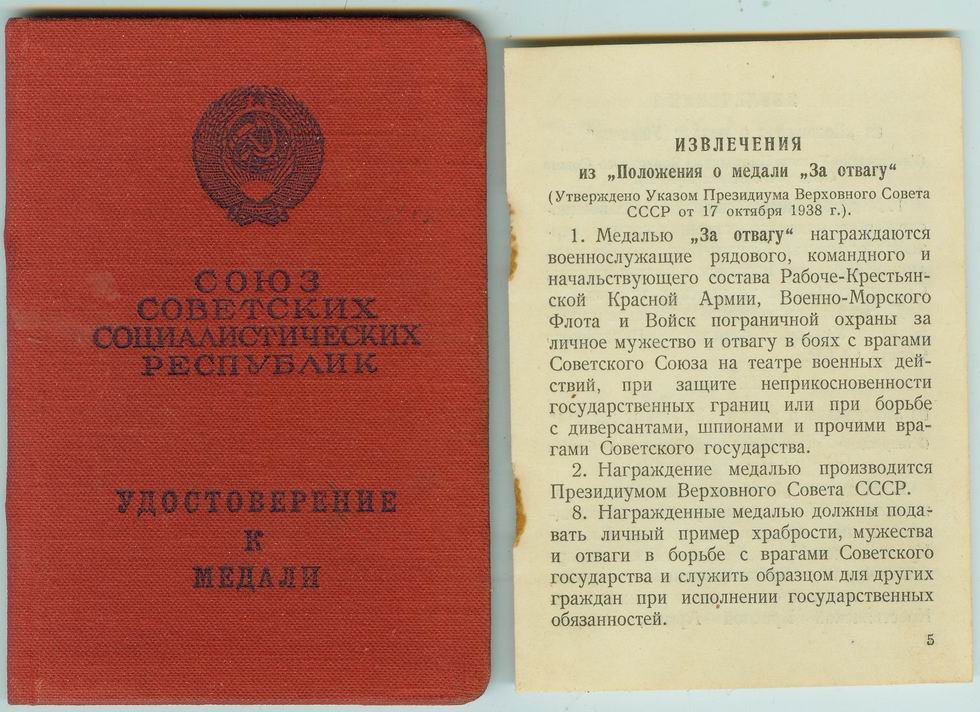 СОЮЗ
СОВЕТСКИХ
СОЦИАЛИСТИЧЕСКИХ
РЕСПУБЛИК
УДОСТОВЕРЕНИЕ
К
МЕДАЛИ
ИЗВЛЕЧЕНИЯ
из „Положения о медали „За отвагу“
(Утверждено Указом Президиума Верховного Совета
СССР от 17 октября 1938 г.).
1. Медалью „За отвагу“ награждаются
военнослужащие рядового, командного и
начальствующего состава Рабоче-Крестьян-
ской Красной Армии, Военно-Морского
Флота и Войск пограничной охраны за
личное мужество и отвагу в боях с врагами
Советского Союза на театре военных дей-
ствий, при защите неприкосновенности
государственных границ или при борьбе
с диверсантами, шпионами и прочими вра-
гами Советского государства.
2. Награждение медалью производится
Президиумом Верховного Совета СССР.
8. Награжденные медалью должны пода-
вать личный пример храбрости, мужества
и отваги в борьбе с врагами Советского
государства и служить образцом для других
граждан при исполнении государственных
обязанностей.
5